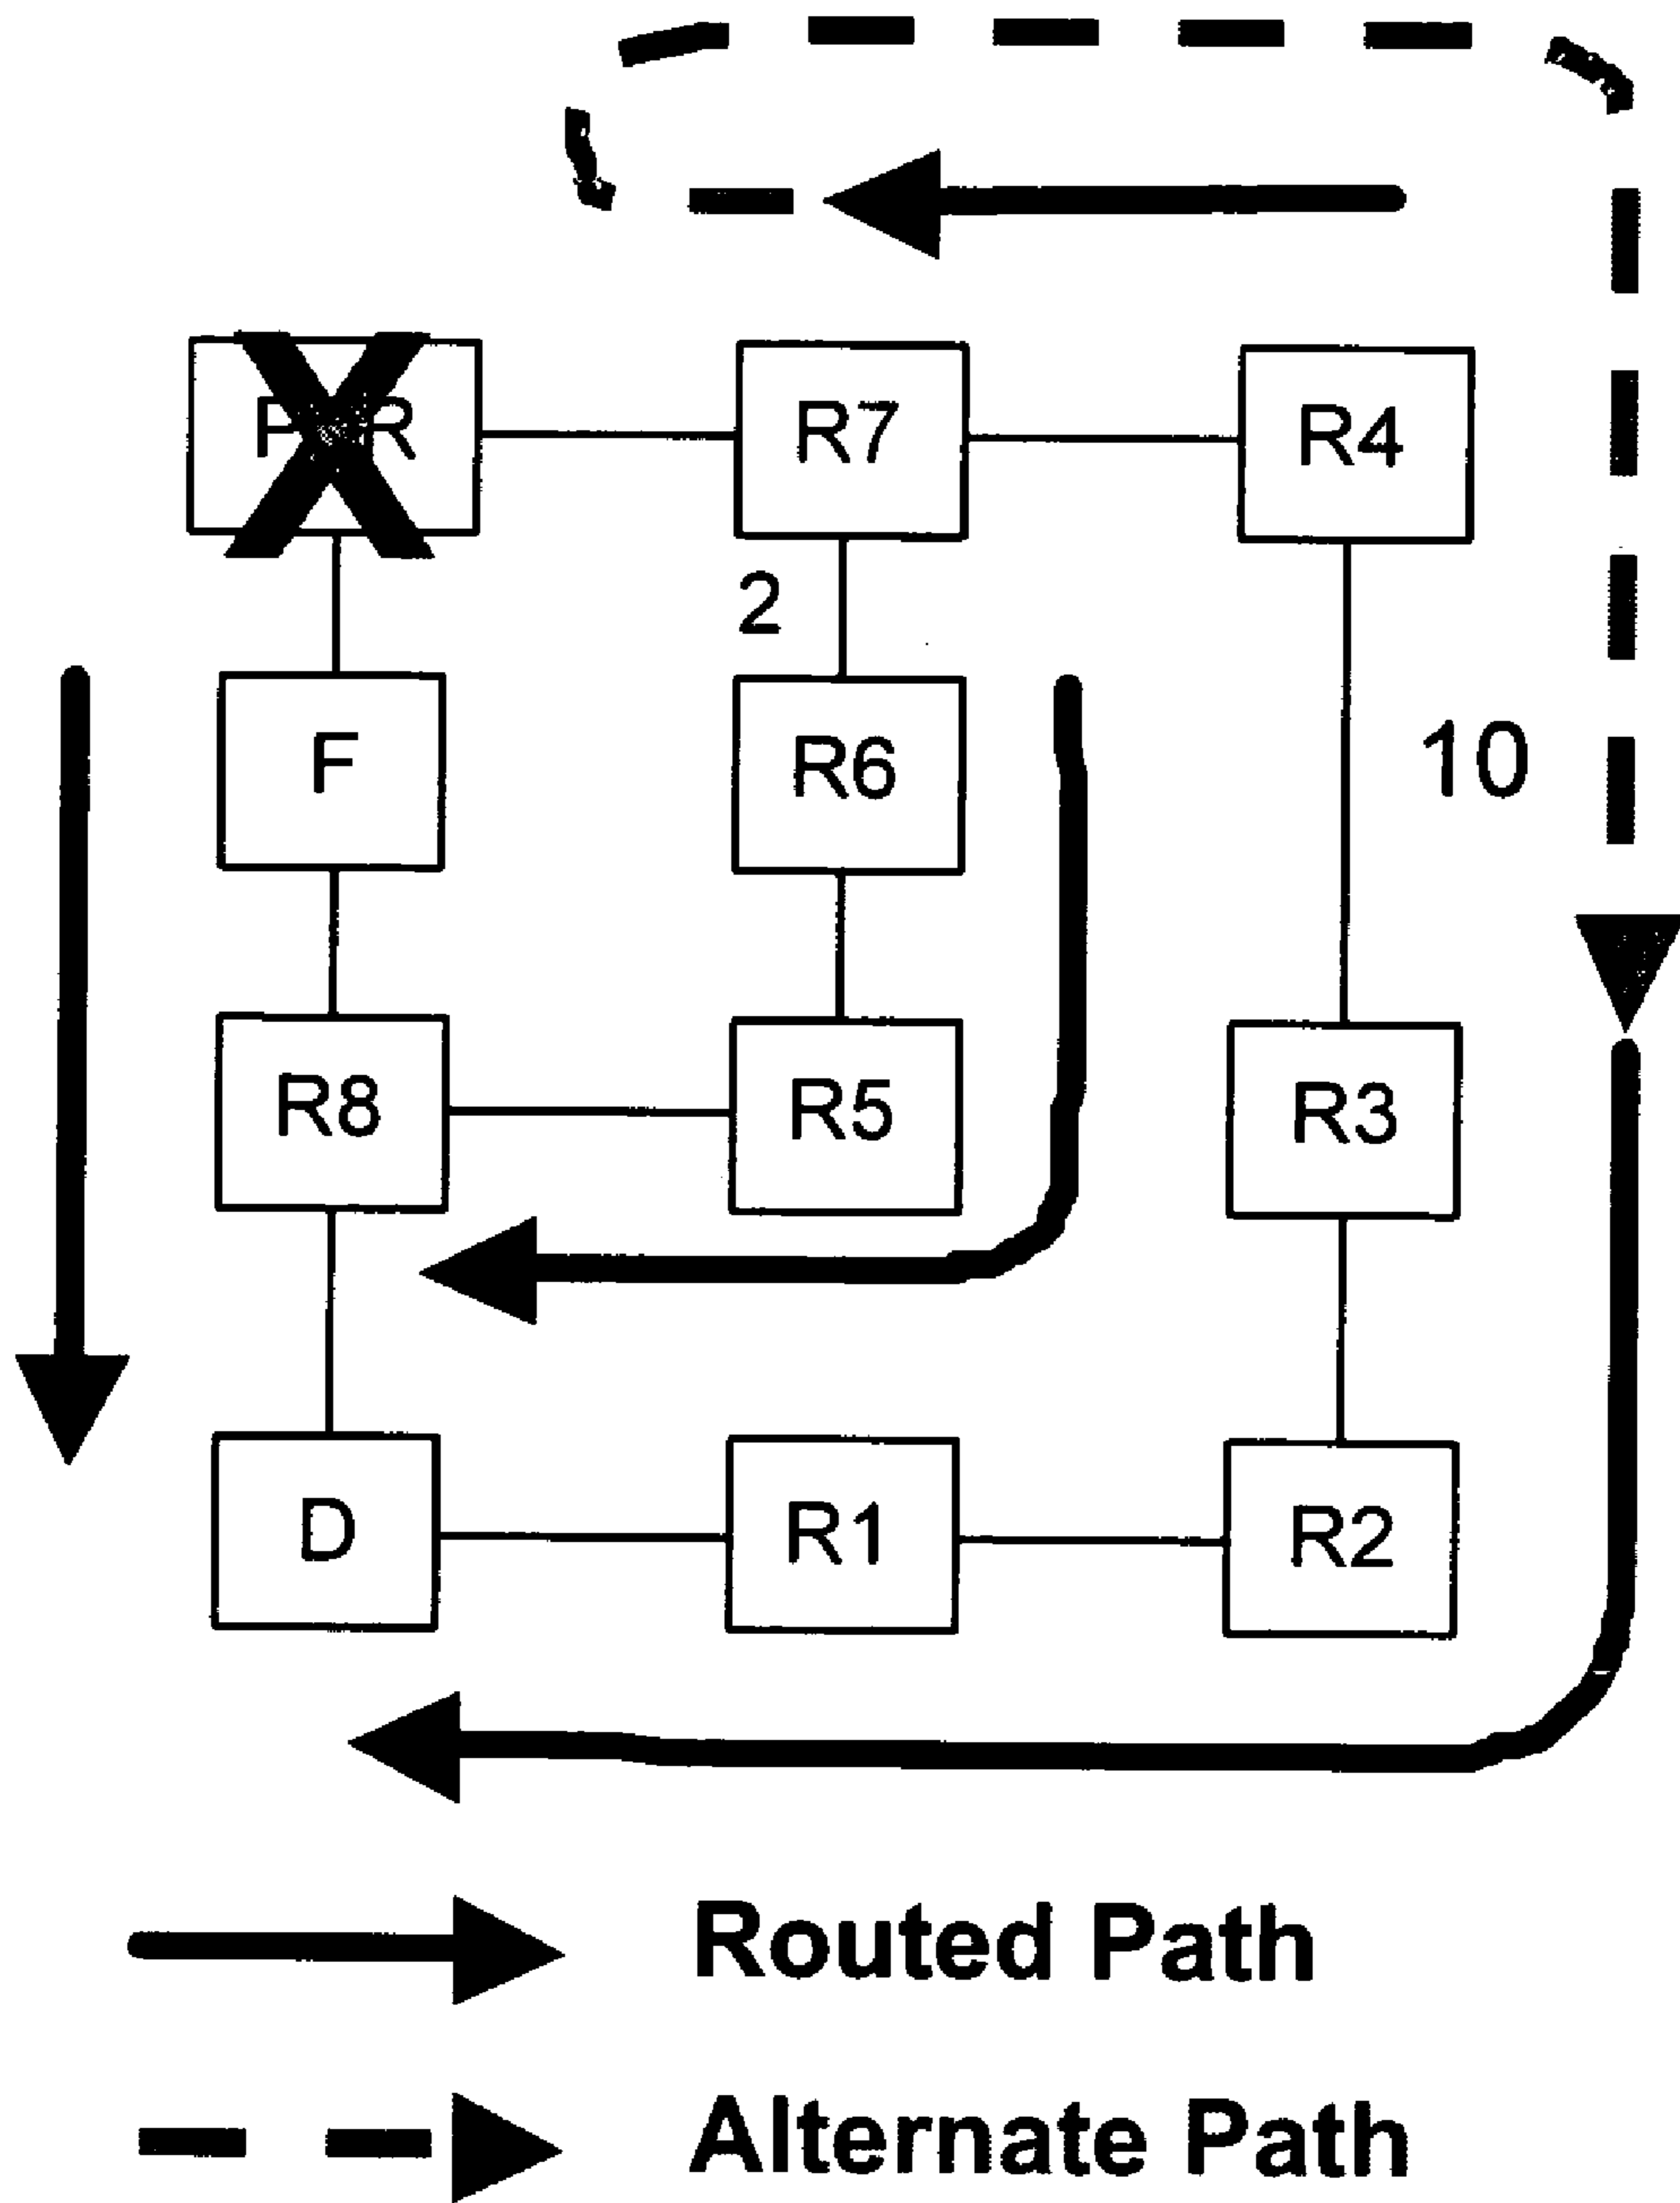 R7
R4
2
F
R6
10
R8
R5
R3
D
R1
R2
Routed Path
Alternate Path